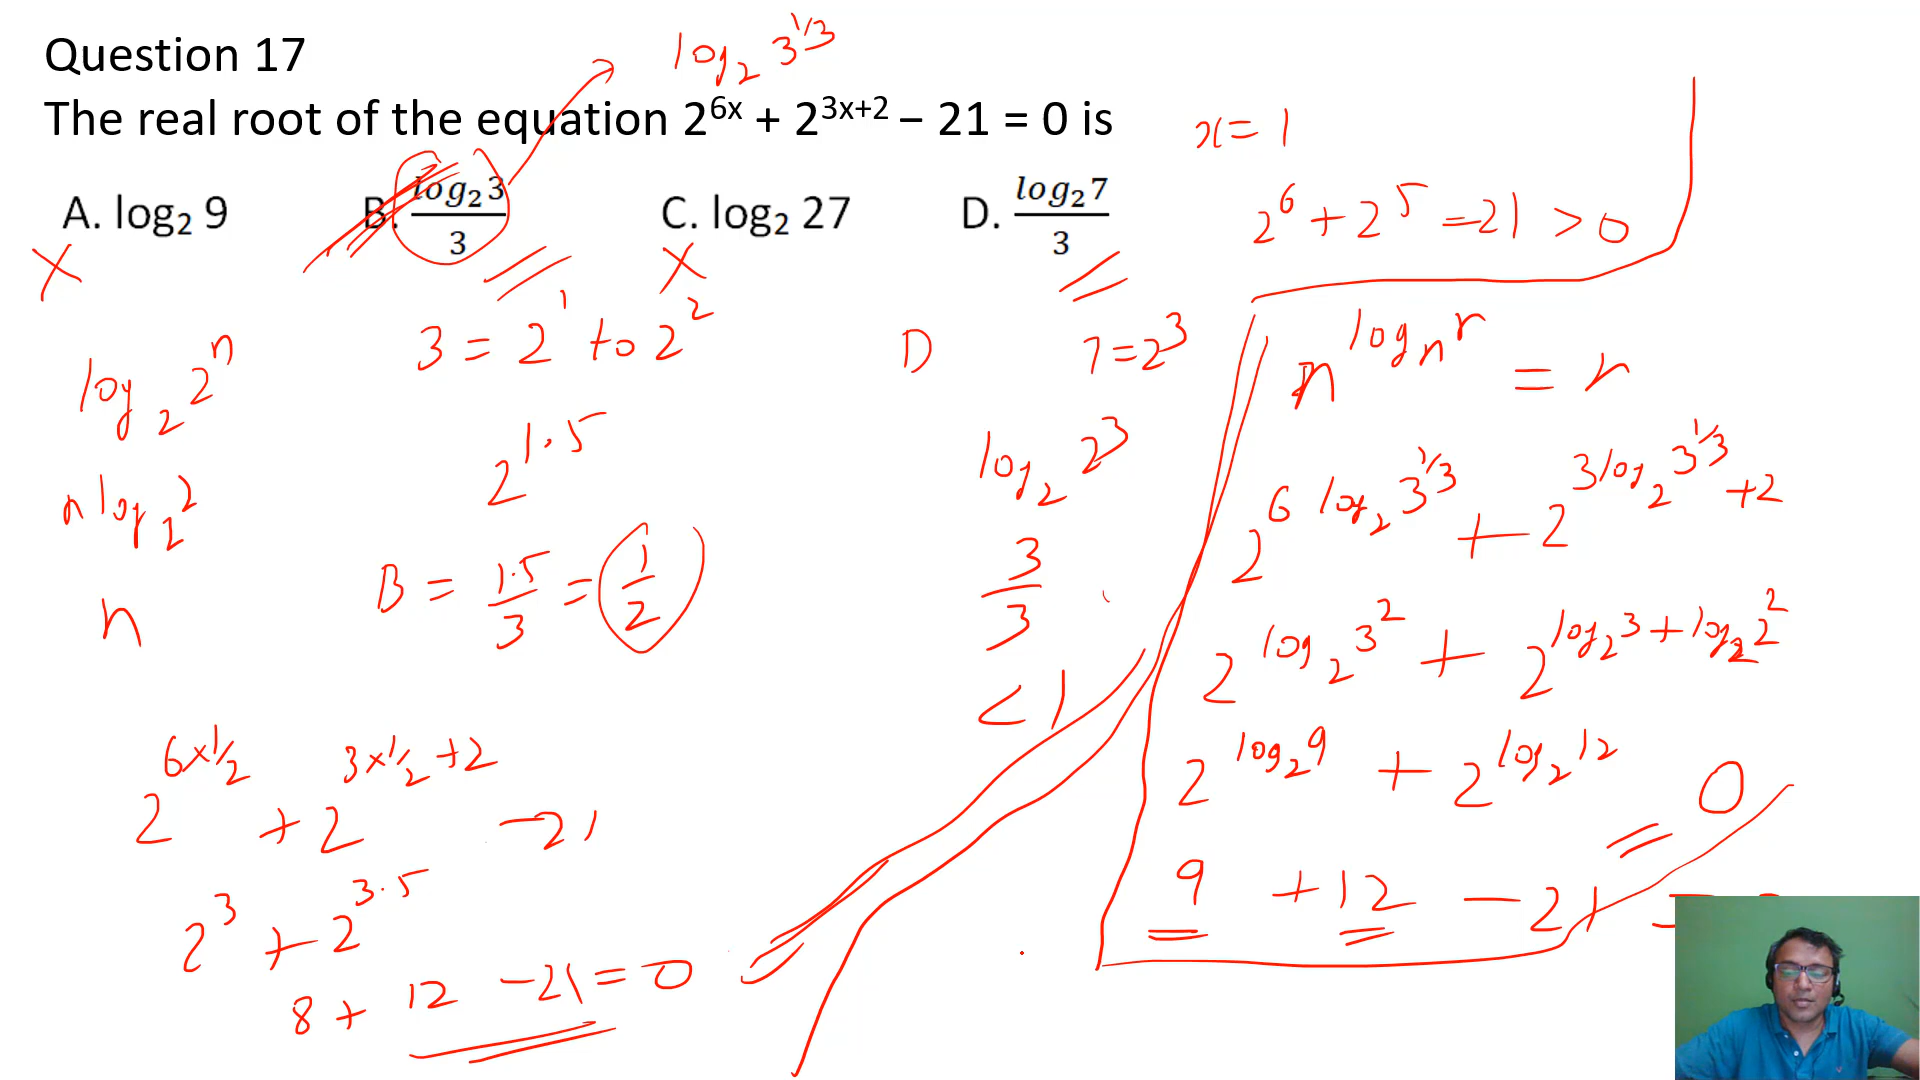 Question 17
The real root of the equation 2^6x + 2^3x+2 − 21 = 0 is
A. log₂ 9 B. log₂3/3 C. log₂ 27 D. log₂7/3
log₂ 3^1/3
x = 1
2^6 + 2^5 = 21 > 0
X
X
log₂ 2^n
n log₂ 2
n
3 = 2^1 to 2^2
2^1.5
B = 1.5/3 = 1/2
2^6×1/2 + 2^3×1/2+2 − 21
2^3 + 2^3.5
8 + 12 − 21 = 0
D 7 = 2^3
log₂ 2^3
3/3
< 1
n^logₙ r = r
2^6 log₂ 3^1/3 + 2^3 log₂ 3^1/3 + 2
2^log₂ 3^2 + 2^log₂ 3 + log₂ 2^2
2^log₂ 9 + 2^log₂ 12
= 0
9 + 12 − 21